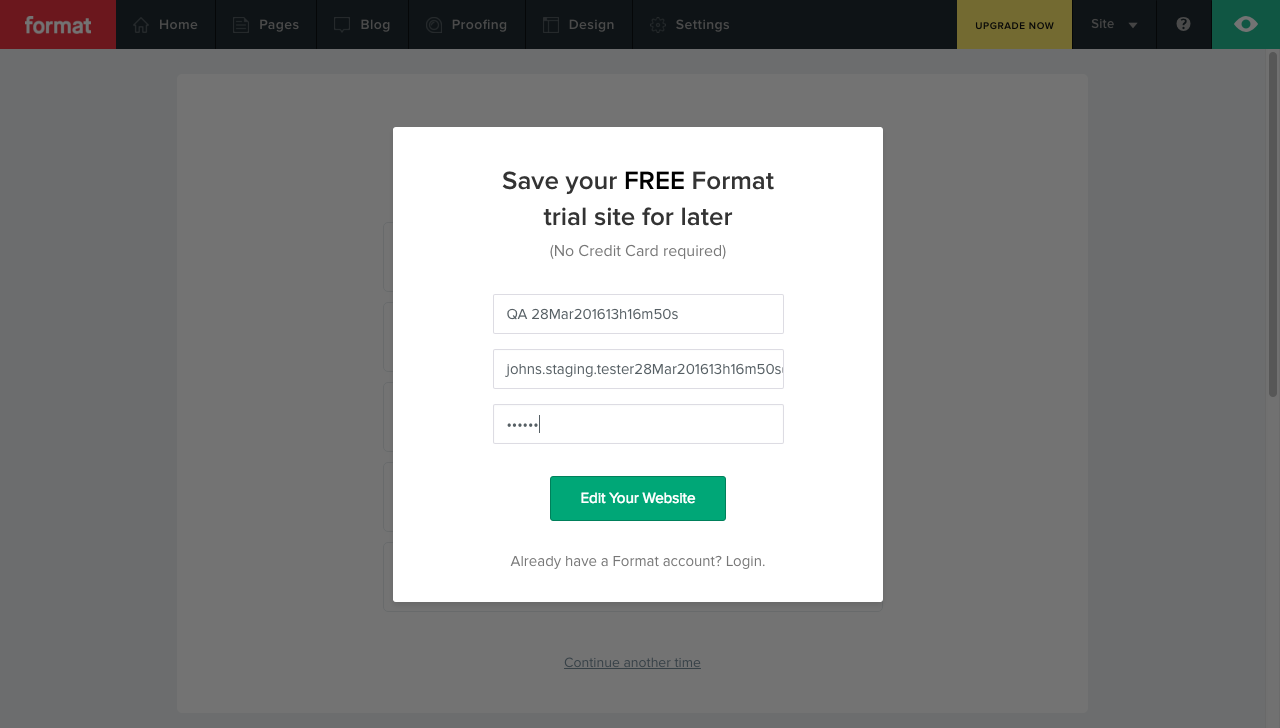 format
Home
Pages
Blog
Proofing
Design
Settings
UPGRADE NOW
Site
?
Save your FREE Format
trial site for later
(No Credit Card required)
QA 28Mar201613h16m50s
johns.staging.tester28Mar201613h16m50s
••••••
Edit Your Website
Already have a Format account? Login.
Continue another time